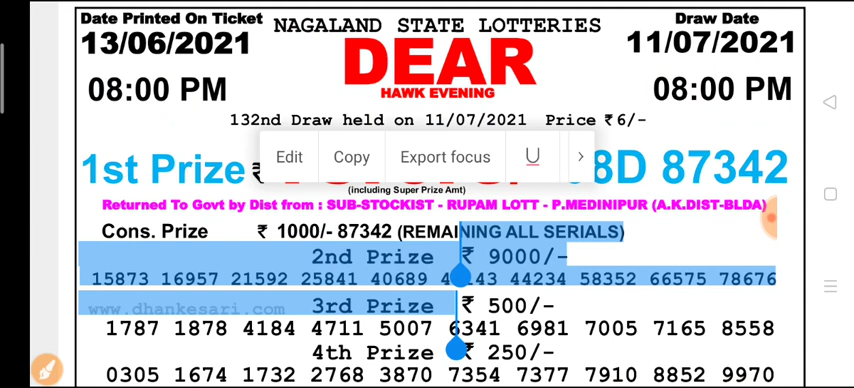 Date Printed On Ticket NAGALAND STATE LOTTERIES Draw Date
13/06/2021 DEAR 11/07/2021
08:00 PM HAWK EVENING 08:00 PM
132nd Draw held on 11/07/2021 Price ₹ 6/-
Edit Copy Export focus U >
1st Prize ₹ 8D 87342
(including Super Prize Amt)
Returned To Govt by Dist from : SUB-STOCKIST - RUPAM LOTT - P.MEDINIPUR (A.K.DIST-BLDA)
Cons. Prize ₹ 1000/- 87342 (REMAINING ALL SERIALS)
2nd Prize ₹ 9000/-
15873 16957 21592 25841 40689 44234 58352 66575 78676
www.dhankesari.com 3rd Prize ₹ 500/-
1787 1878 4184 4711 5007 6341 6981 7005 7165 8558
4th Prize ₹ 250/-
0305 1674 1732 2768 3870 7354 7377 7910 8852 9970